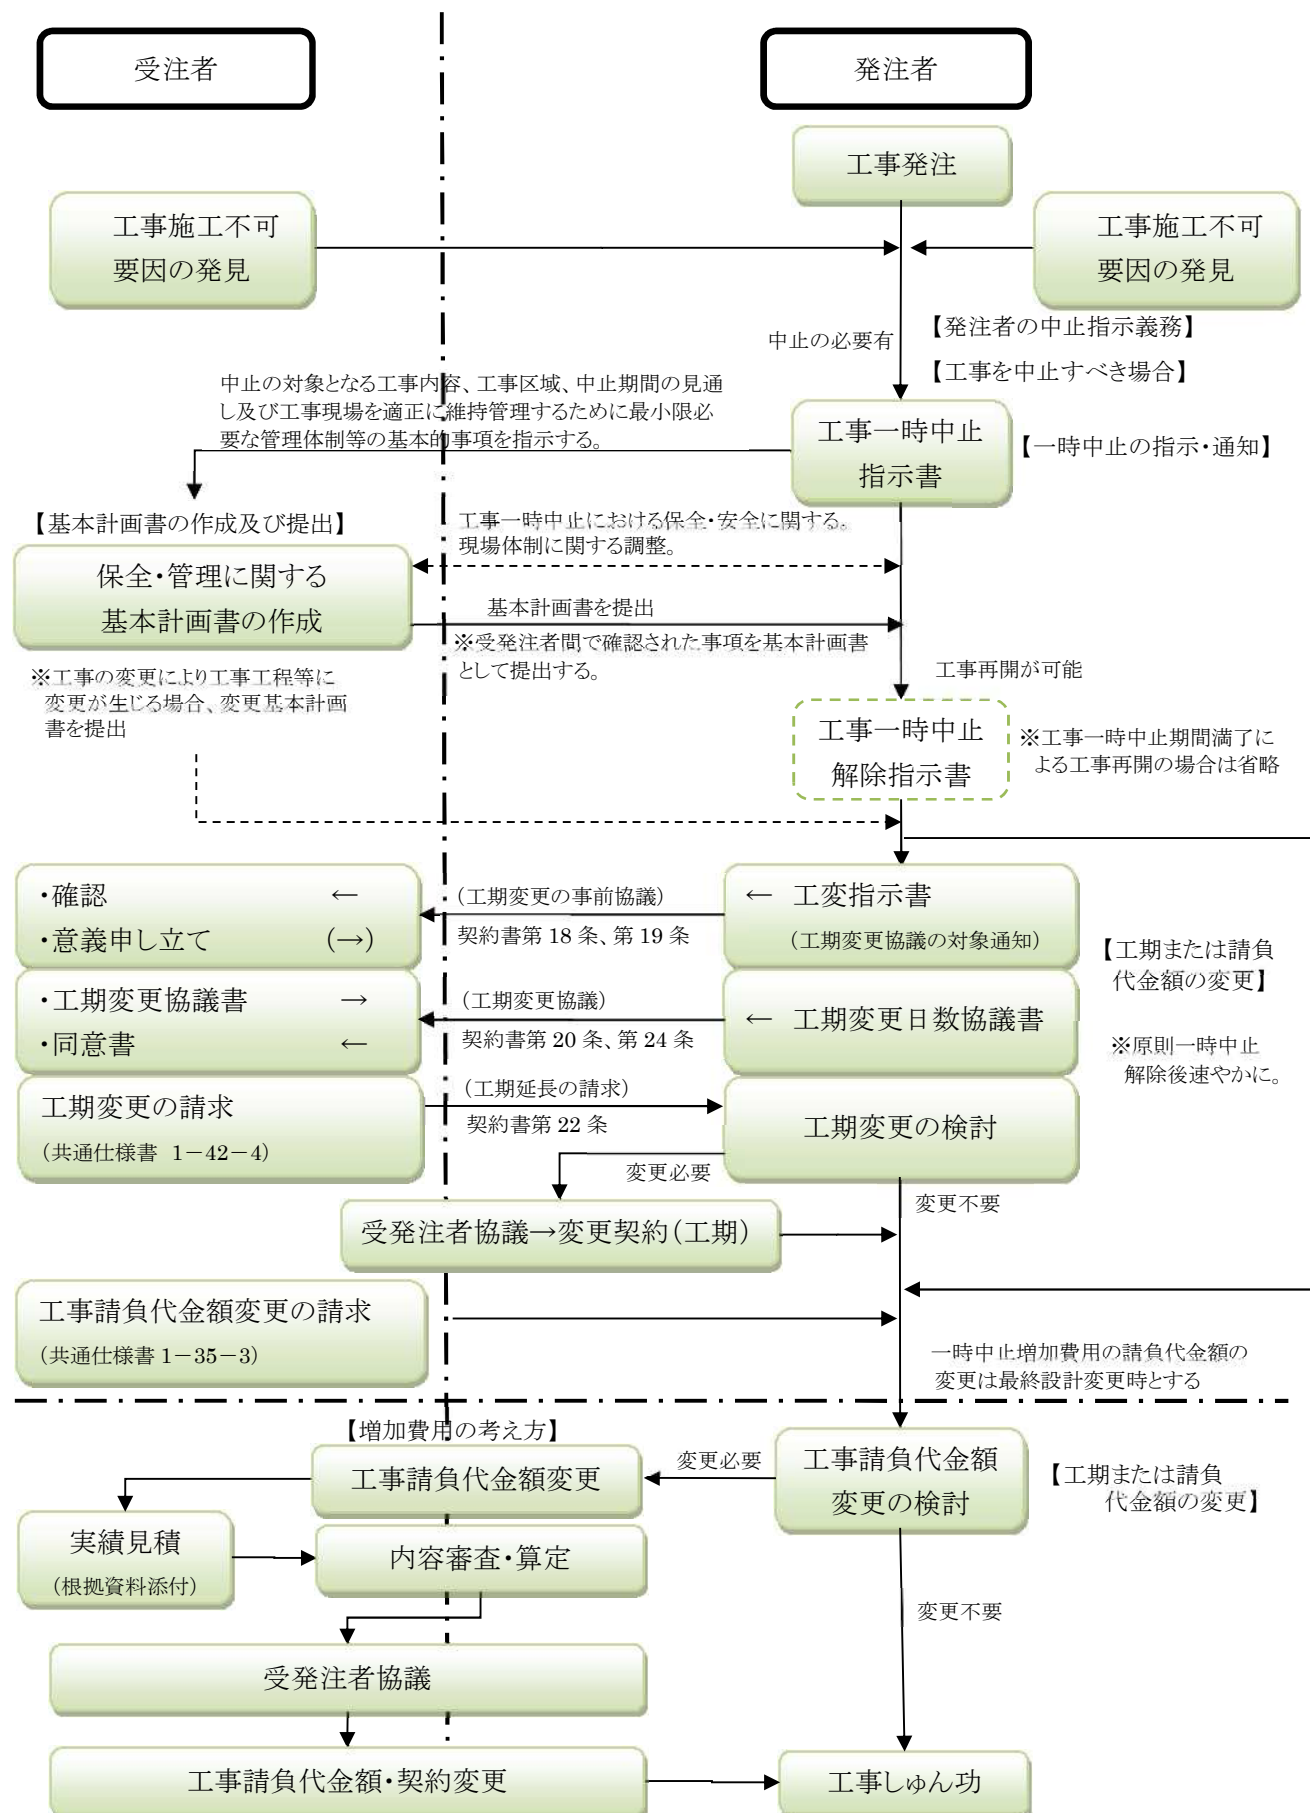 受注者
発注者
工事発注
工事施工不可
要因の発見
工事施工不可
要因の発見
中止の必要有
【発注者の中止指示義務】
【工事を中止すべき場合】
中止の対象となる工事内容、工事区域、中止期間の見通
し及び工事現場を適正に維持管理するために最小限必
要な管理体制等の基本的事項を指示する。
工事一時中止
指示書
【一時中止の指示・通知】
【基本計画書の作成及び提出】
工事一時中止における保全・安全に関する。
現場体制に関する調整。
保全・管理に関する
基本計画書の作成
基本計画書を提出
※受発注者間で確認された事項を基本計画書
として提出する。
※工事の変更により工事工程等に
変更が生じる場合、変更基本計画
書を提出
工事再開が可能
工事一時中止
解除指示書
※工事一時中止期間満了に
よる工事再開の場合は省略
・確認 ←
・意義申し立て (→)
(工期変更の事前協議)
契約書第 18 条、第 19 条
← 工変指示書
(工期変更協議の対象通知)
【工期または請負
代金額の変更】
・工期変更協議書 →
・同意書 ←
(工期変更協議)
契約書第 20 条、第 24 条
← 工期変更日数協議書
※原則一時中止
解除後速やかに。
工期変更の請求
(共通仕様書 1-42-4)
(工期延長の請求)
契約書第 22 条
工期変更の検討
変更必要
変更不要
受発注者協議→変更契約(工期)
工事請負代金額変更の請求
(共通仕様書 1-35-3)
一時中止増加費用の請負代金額の
変更は最終設計変更時とする
【増加費用の考え方】
工事請負代金額変更
変更必要
工事請負代金額
変更の検討
【工期または請負
代金額の変更】
実績見積
(根拠資料添付)
内容審査・算定
変更不要
受発注者協議
工事請負代金額・契約変更
工事しゅん功